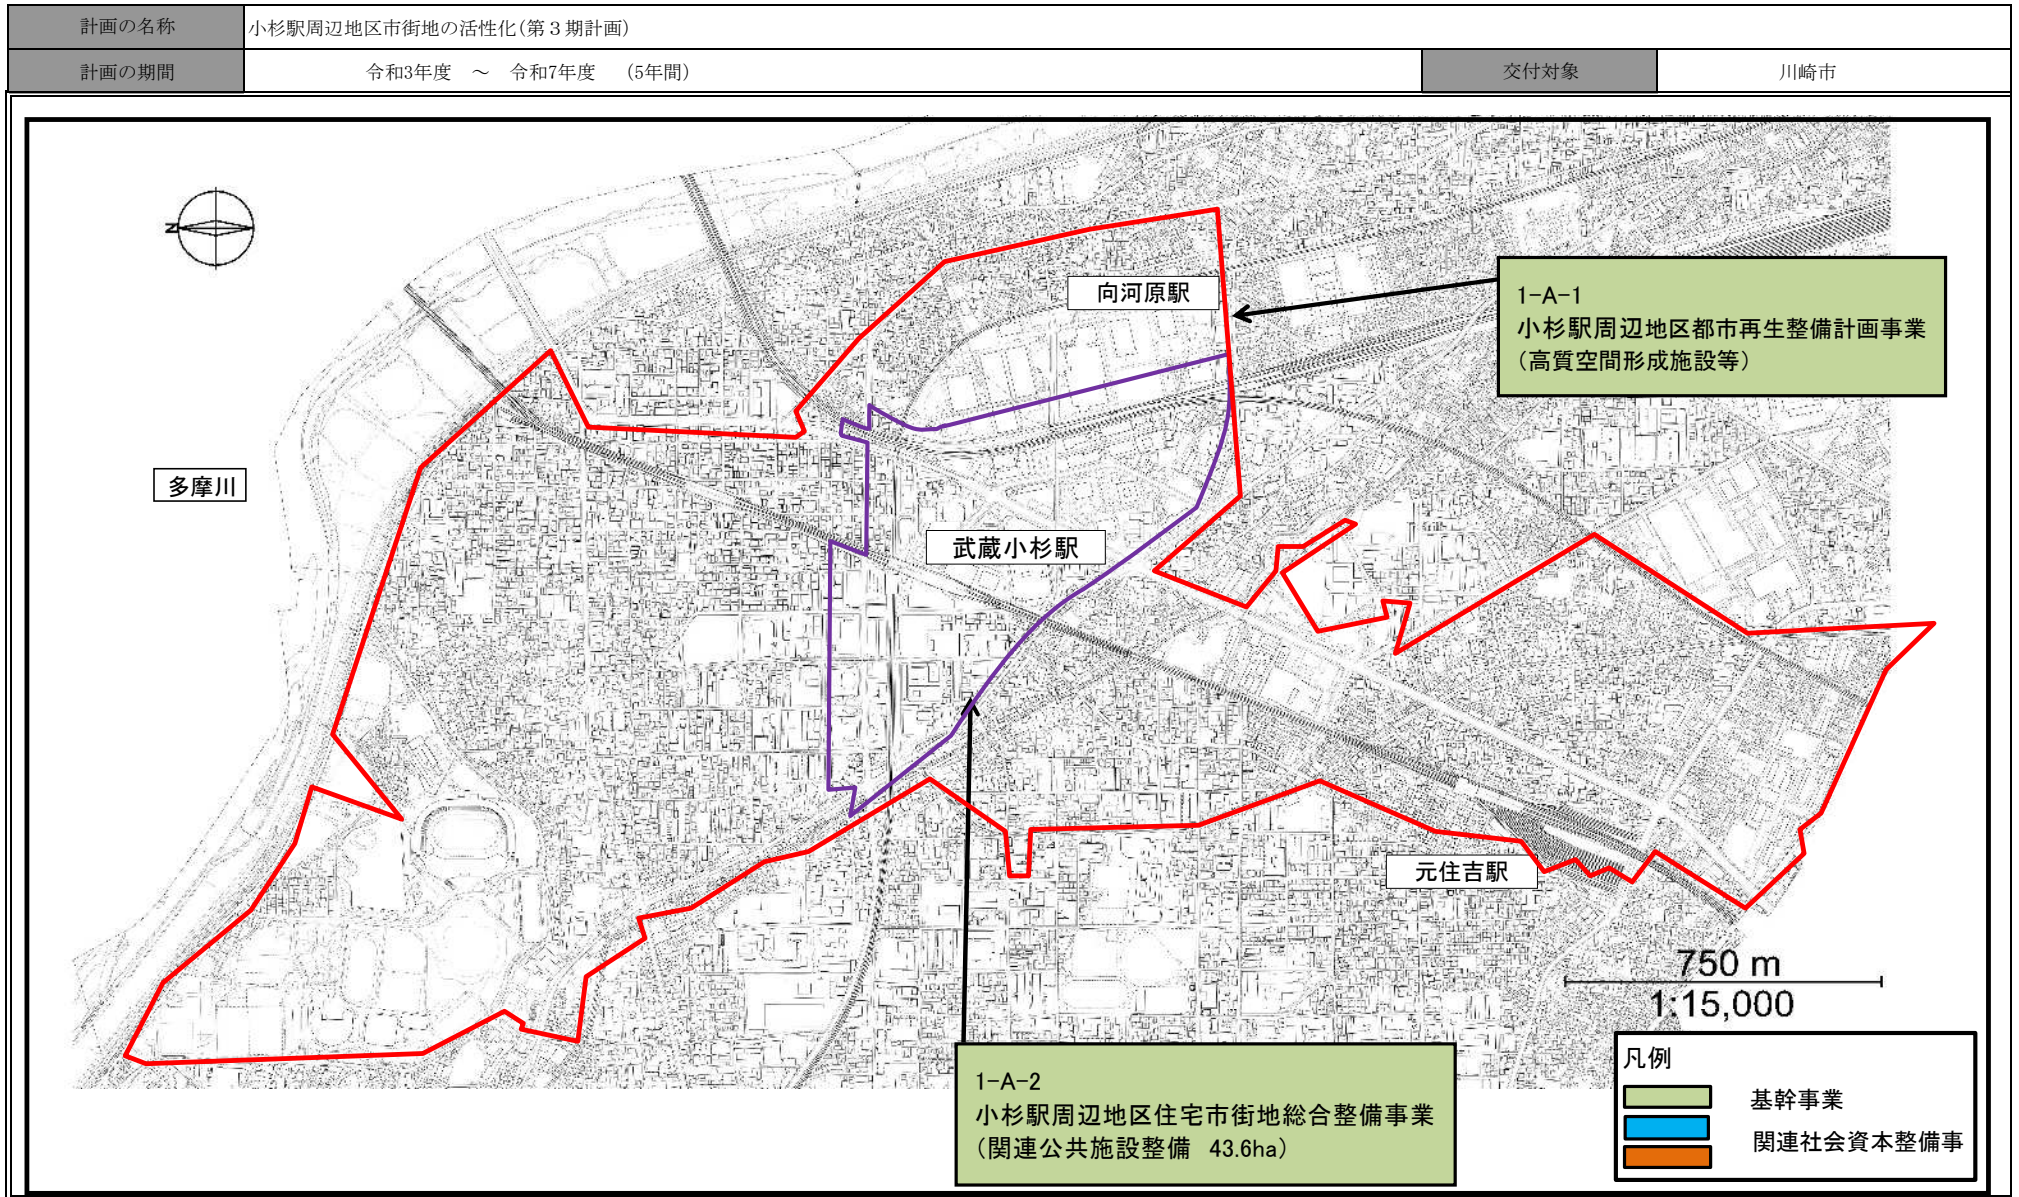 計画の名称
小杉駅周辺地区市街地の活性化(第３期計画)
計画の期間
令和3年度　～　令和7年度　(5年間)
交付対象
川崎市
N
向河原駅
1-A-1
小杉駅周辺地区都市再生整備計画事業
(高質空間形成施設等)
多摩川
武蔵小杉駅
元住吉駅
750 m
1:15,000
1-A-2
小杉駅周辺地区住宅市街地総合整備事業
(関連公共施設整備　43.6ha)
凡例
基幹事業
関連社会資本整備事